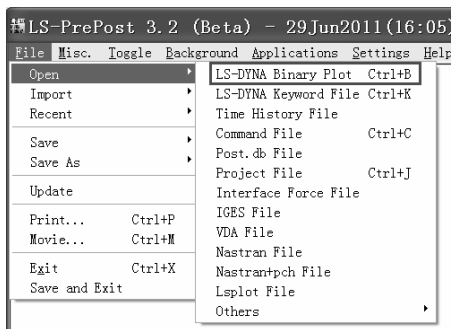 LS-PrePost 3.2 (Beta) - 29Jun2011(16:05)
File Misc. Toggle Background Applications Settings Help
Open
Import
Recent
Save
Save As
Update
Print... Ctrl+P
Movie... Ctrl+M
Exit Ctrl+X
Save and Exit
LS-DYNA Binary Plot Ctrl+B
LS-DYNA Keyword File Ctrl+K
Time History File
Command File Ctrl+C
Post.db File
Project File Ctrl+J
Interface Force File
IGES File
VDA File
Nastran File
Nastran+pch File
Lsplot File
Others